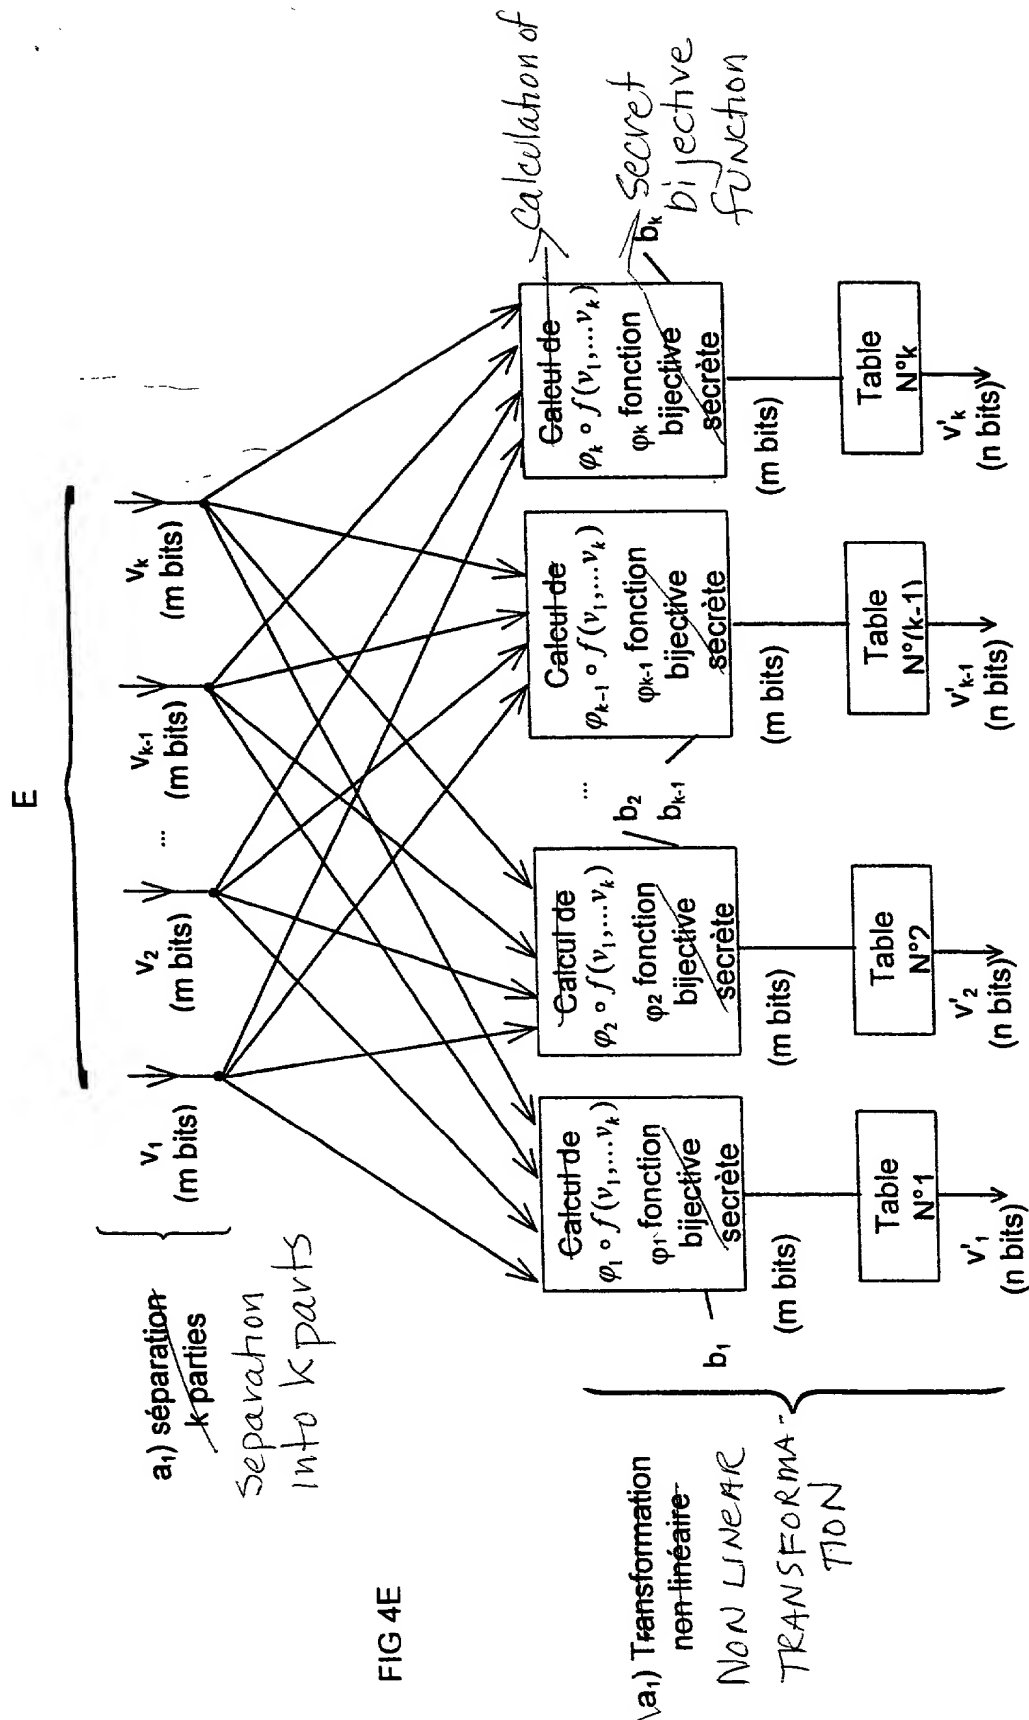 E
a₁) séparation
k parties
Separation
into K parts
v₁
(m bits)
v₂
(m bits)
...
vₖ₋₁
(m bits)
vₖ
(m bits)
a₁) Transformation
non linéaire
NON LINEAR
TRANSFORMA-
TION
b₁
Calcul de
φ₁ ∘ f(v₁,...vₖ)
φ₁ fonction
bijective
secrète
Calcul de
φ₂ ∘ f(v₁,...vₖ)
φ₂ fonction
bijective
secrète
b₂
...
bₖ₋₁
Calcul de
φₖ₋₁ ∘ f(v₁,...vₖ)
φₖ₋₁ fonction
bijective
secrète
Calcul de
φₖ ∘ f(v₁,...vₖ)
φₖ fonction
bijective
secrète
bₖ
Calculation of
Secret
bijective
function
(m bits)
(m bits)
(m bits)
(m bits)
Table
N°1
Table
N°2
Table
N°(k-1)
Table
N°k
v'₁
(n bits)
v'₂
(n bits)
v'ₖ₋₁
(n bits)
v'ₖ
(n bits)
FIG 4E